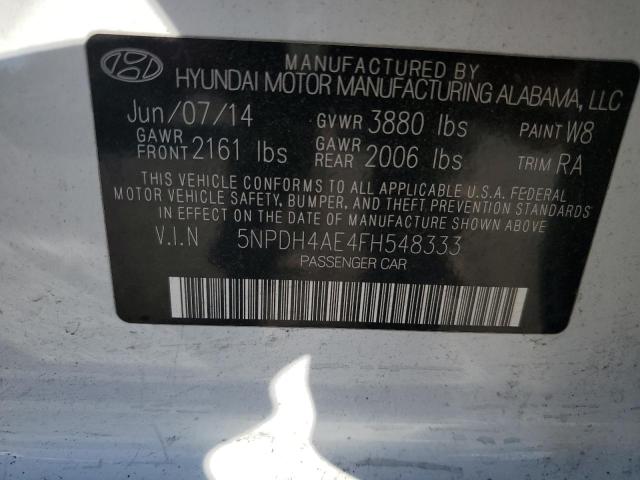 MANUFACTURED BY
HYUNDAI MOTOR MANUFACTURING ALABAMA, LLC
Jun/07/14 GVWR 3880 lbs PAINT W8
GAWR FRONT 2161 lbs GAWR REAR 2006 lbs TRIM RA
THIS VEHICLE CONFORMS TO ALL APPLICABLE U.S.A. FEDERAL
MOTOR VEHICLE SAFETY, BUMPER, AND THEFT PREVENTION STANDARDS
IN EFFECT ON THE DATE OF MANUFACTURE SHOWN ABOVE.
V.I.N 5NPDH4AE4FH548333
PASSENGER CAR